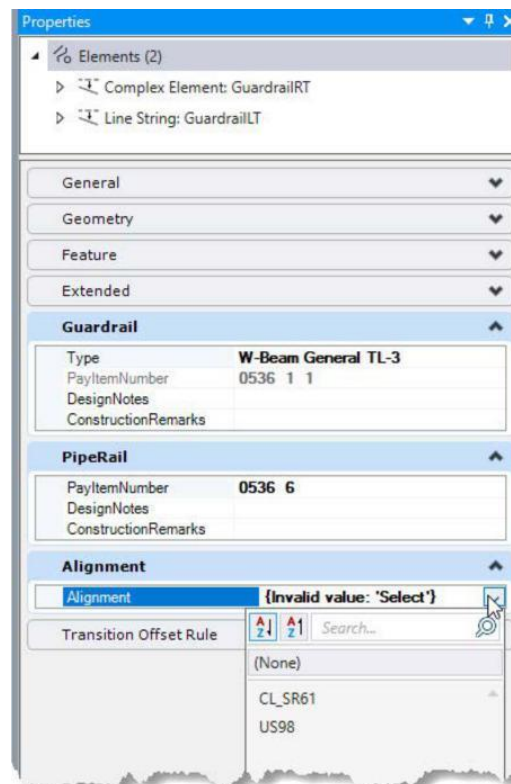 Properties
Elements (2)
Complex Element: GuardrailRT
Line String: GuardrailLT
General
Geometry
Feature
Extended
Guardrail
Type W-Beam General TL-3
PayItemNumber 0536 1 1
DesignNotes
ConstructionRemarks
PipeRail
PayItemNumber 0536 6
DesignNotes
ConstructionRemarks
Alignment
Alignment {Invalid value: 'Select'}
Transition Offset Rule
Search...
(None)
CL_SR61
US98